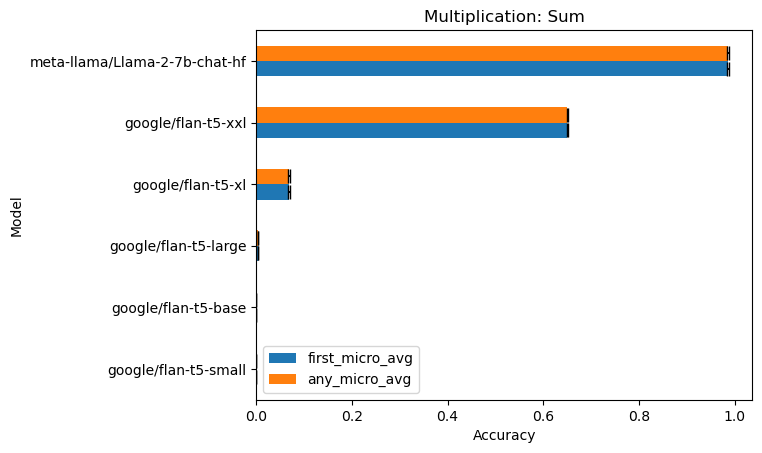 Multiplication: Sum
meta-llama/Llama-2-7b-chat-hf
google/flan-t5-xxl
google/flan-t5-xl
google/flan-t5-large
google/flan-t5-base
google/flan-t5-small
Model
first_micro_avg
any_micro_avg
0.0 0.2 0.4 0.6 0.8 1.0
Accuracy